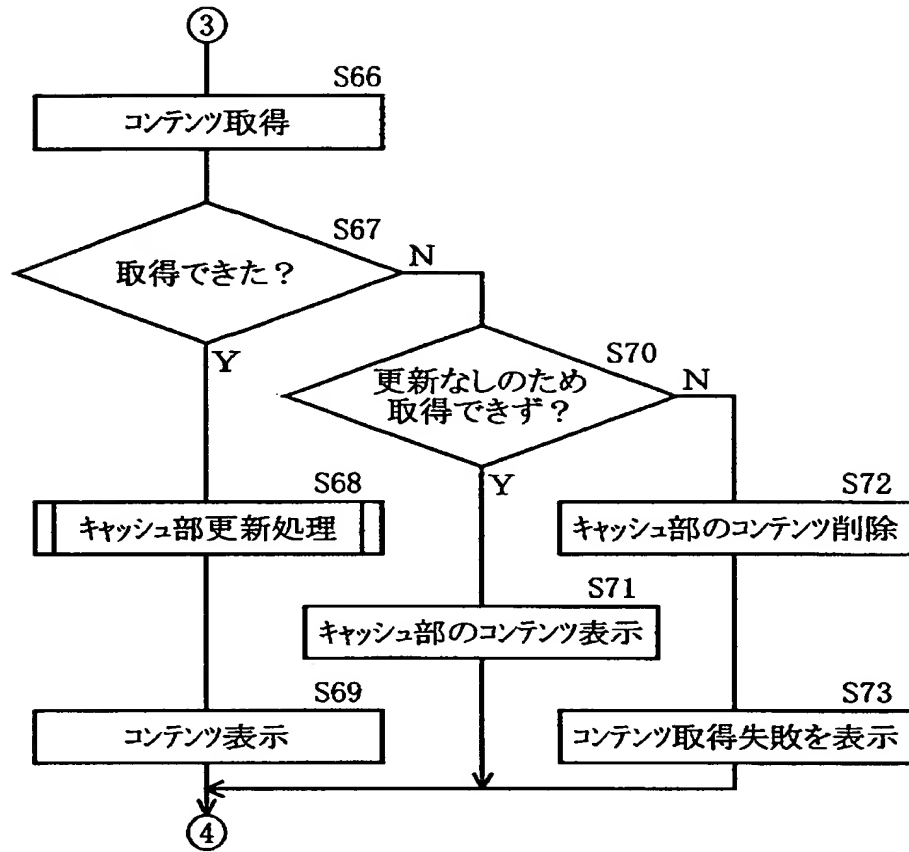 ③
S66
コンテンツ取得
S67
取得できた？
N
Y
S70
更新なしのため
取得できず？
N
Y
S68
キャッシュ部更新処理
S72
キャッシュ部のコンテンツ削除
S71
キャッシュ部のコンテンツ表示
S69
コンテンツ表示
S73
コンテンツ取得失敗を表示
④